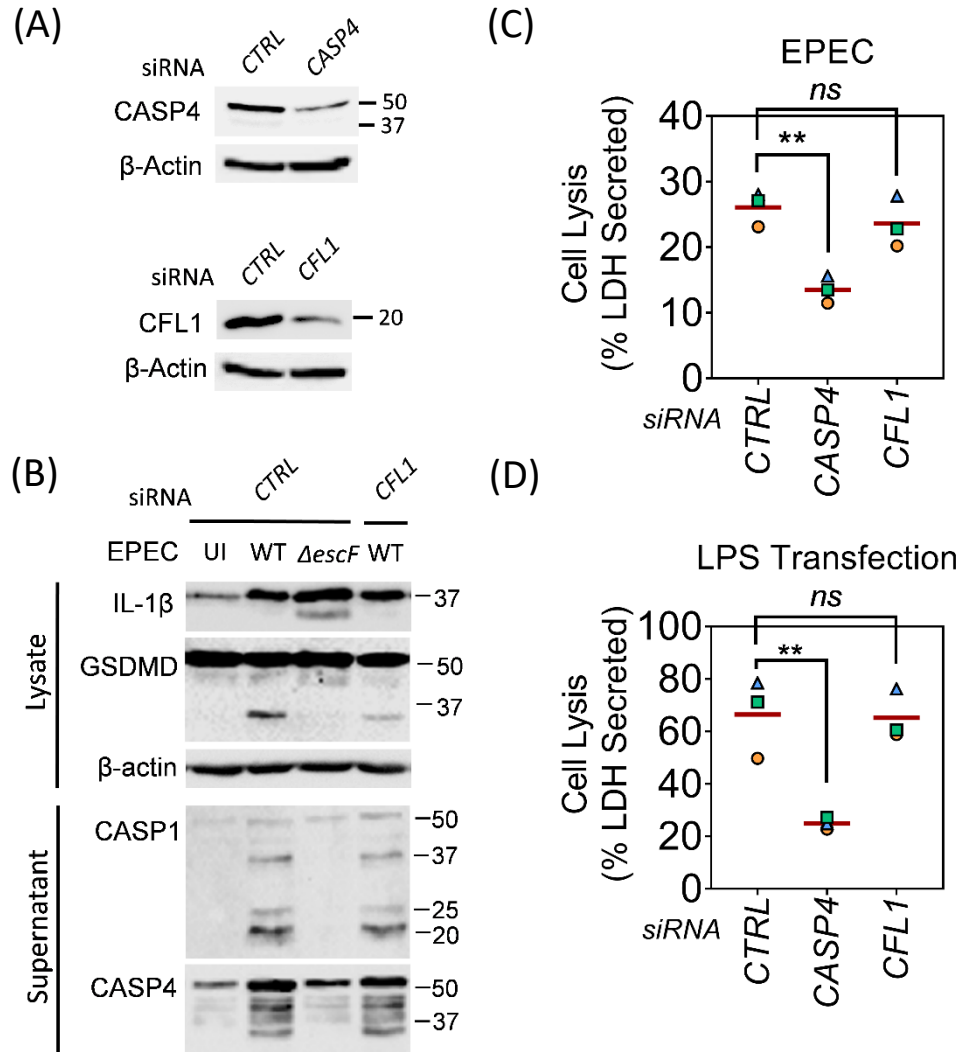 (A)
siRNA CTRL CASP4
CASP4 50
37
β-Actin
siRNA CTRL CFL1
CFL1 20
β-Actin
(B)
siRNA CTRL CFL1
EPEC UI WT ΔescF WT
Lysate
IL-1β 37
GSDMD 50
37
β-actin
Supernatant
CASP1 50
37
25
20
CASP4 50
37
(C)
EPEC
ns
**
Cell Lysis
(% LDH Secreted)
40
30
20
10
0
siRNA CTRL CASP4 CFL1
(D)
LPS Transfection
ns
**
Cell Lysis
(% LDH Secreted)
100
80
60
40
20
0
siRNA CTRL CASP4 CFL1